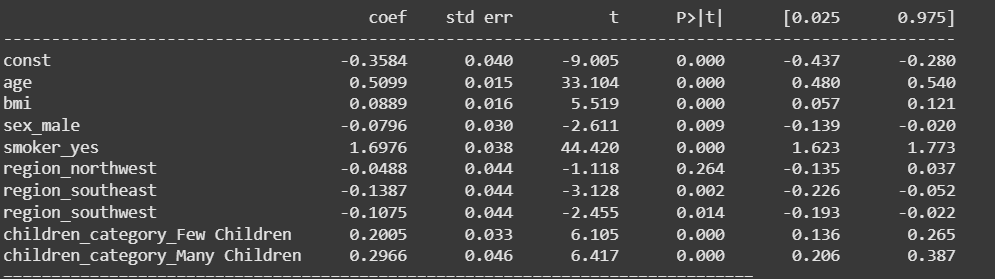 coef std err t P>|t| [0.025 0.975]
const -0.3584 0.040 -9.005 0.000 -0.437 -0.280
age 0.5099 0.015 33.104 0.000 0.480 0.540
bmi 0.0889 0.016 5.519 0.000 0.057 0.121
sex_male -0.0796 0.030 -2.611 0.009 -0.139 -0.020
smoker_yes 1.6976 0.038 44.420 0.000 1.623 1.773
region_northwest -0.0488 0.044 -1.118 0.264 -0.135 0.037
region_southeast -0.1387 0.044 -3.128 0.002 -0.226 -0.052
region_southwest -0.1075 0.044 -2.455 0.014 -0.193 -0.022
children_category_Few Children 0.2005 0.033 6.105 0.000 0.136 0.265
children_category_Many Children 0.2966 0.046 6.417 0.000 0.206 0.387